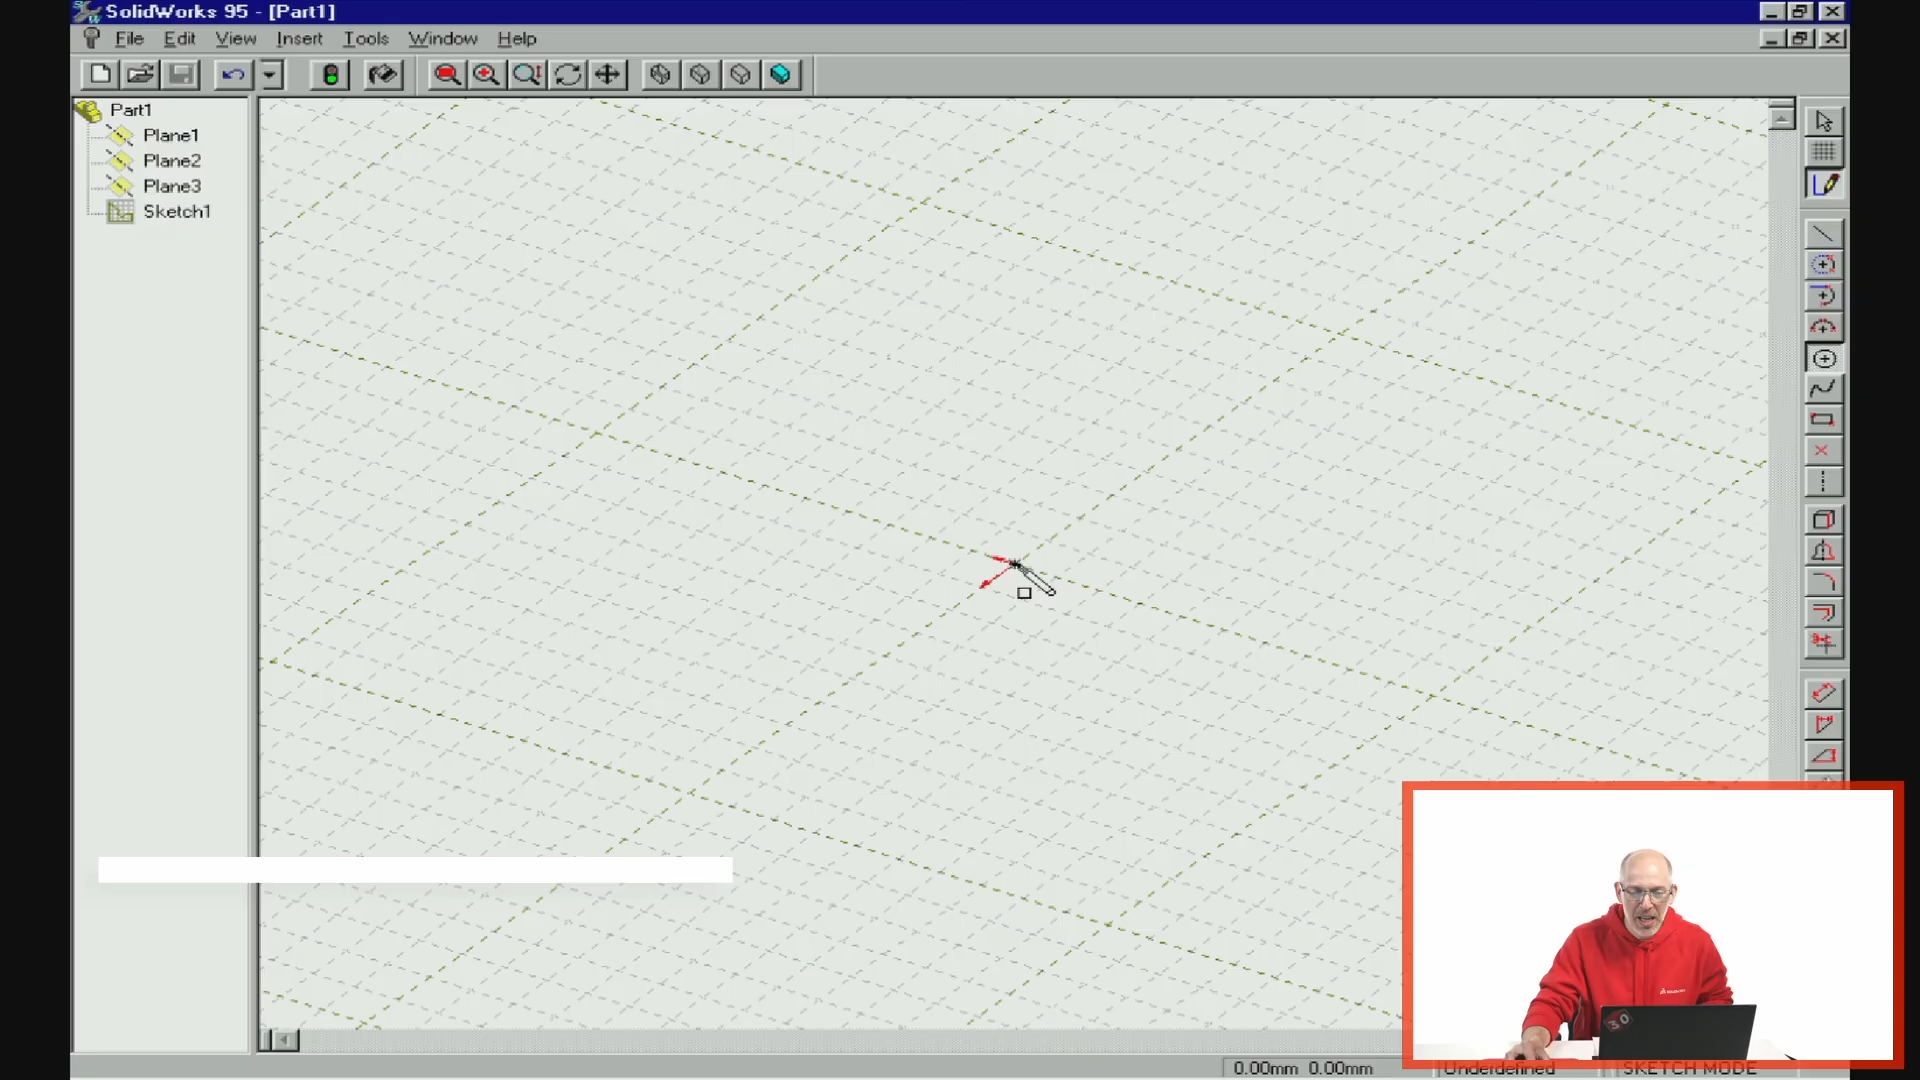 SolidWorks 95 - [Part1]
File Edit View Insert Tools Window Help
Part1
Plane1
Plane2
Plane3
Sketch1
30
0.00mm 0.00mm Underdefined SKETCH MODE